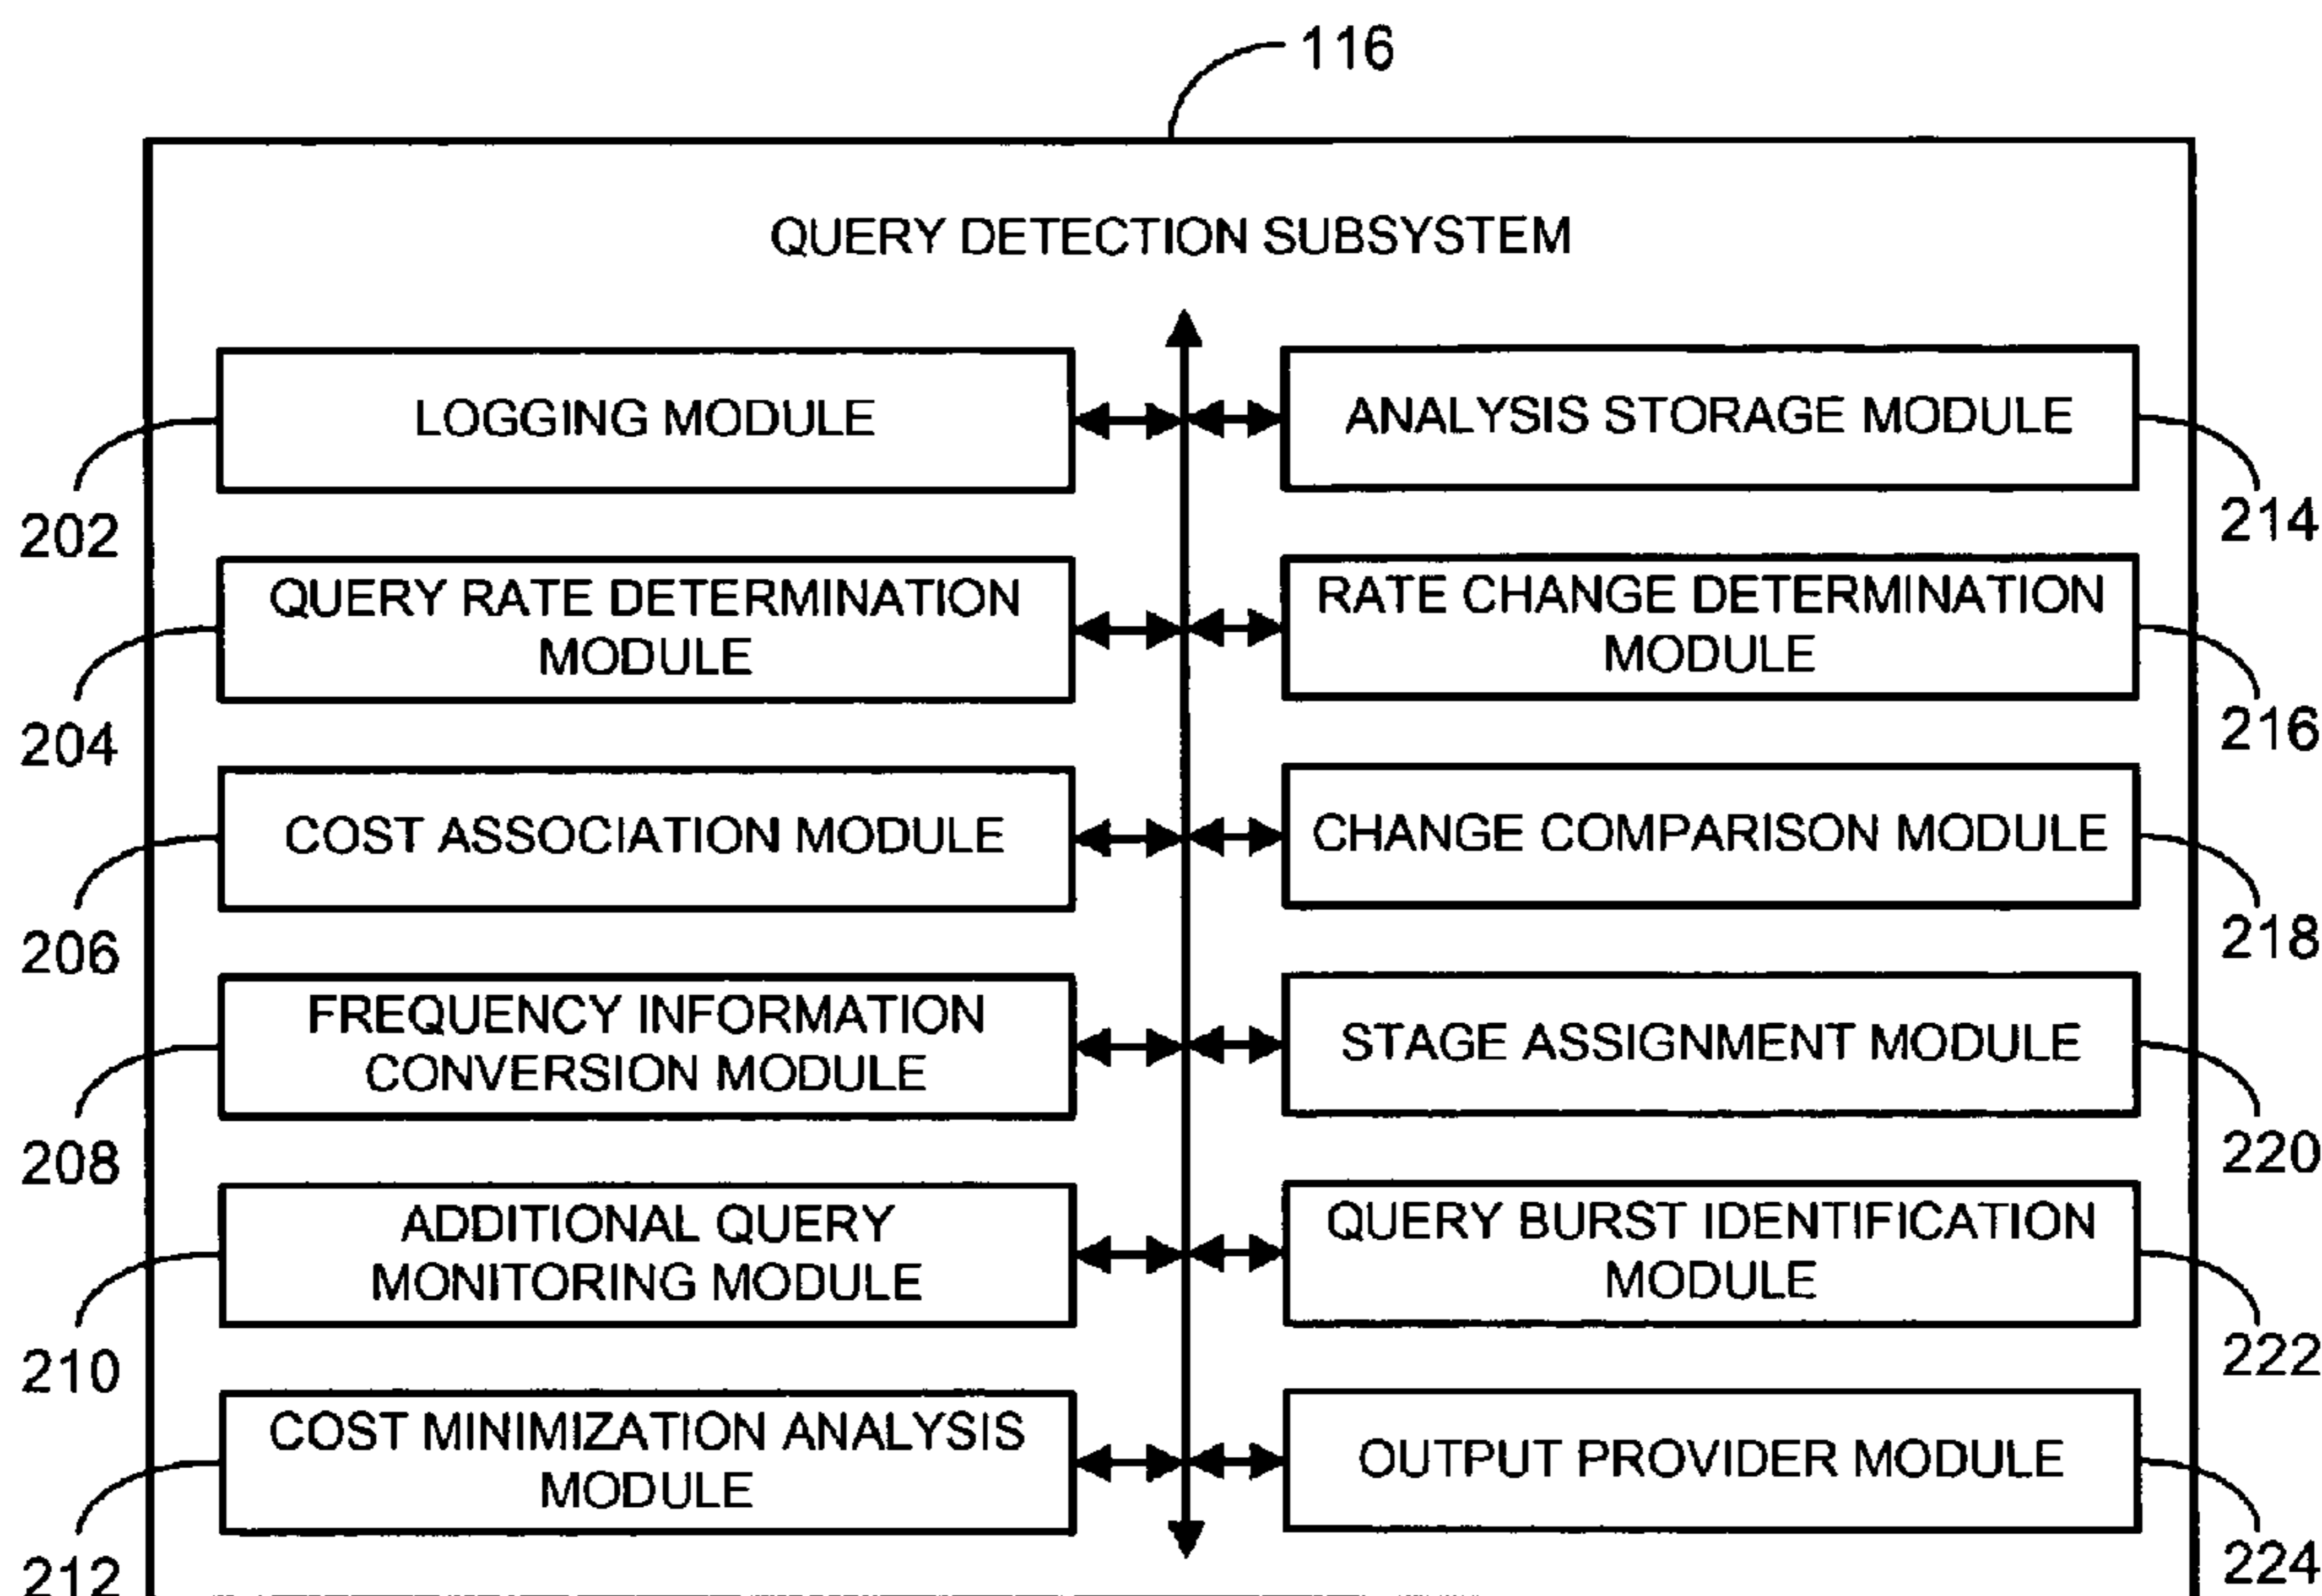 116
QUERY DETECTION SUBSYSTEM
LOGGING MODULE
202
QUERY RATE DETERMINATION
MODULE
204
COST ASSOCIATION MODULE
206
FREQUENCY INFORMATION
CONVERSION MODULE
208
ADDITIONAL QUERY
MONITORING MODULE
210
COST MINIMIZATION ANALYSIS
MODULE
212
ANALYSIS STORAGE MODULE
214
RATE CHANGE DETERMINATION
MODULE
216
CHANGE COMPARISON MODULE
218
STAGE ASSIGNMENT MODULE
220
QUERY BURST IDENTIFICATION
MODULE
222
OUTPUT PROVIDER MODULE
224